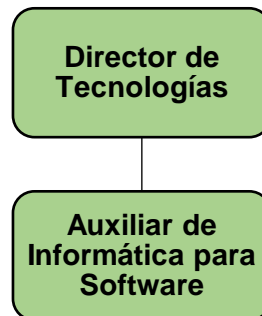 Director de
Tecnologías
Auxiliar de
Informática para
Software